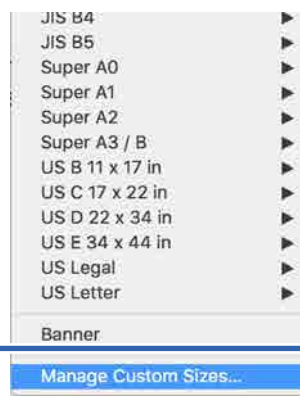 JIS B4
JIS B5
Super A0
Super A1
Super A2
Super A3 / B
US B 11 x 17 in
US C 17 x 22 in
US D 22 x 34 in
US E 34 x 44 in
US Legal
US Letter
Banner
Manage Custom Sizes...